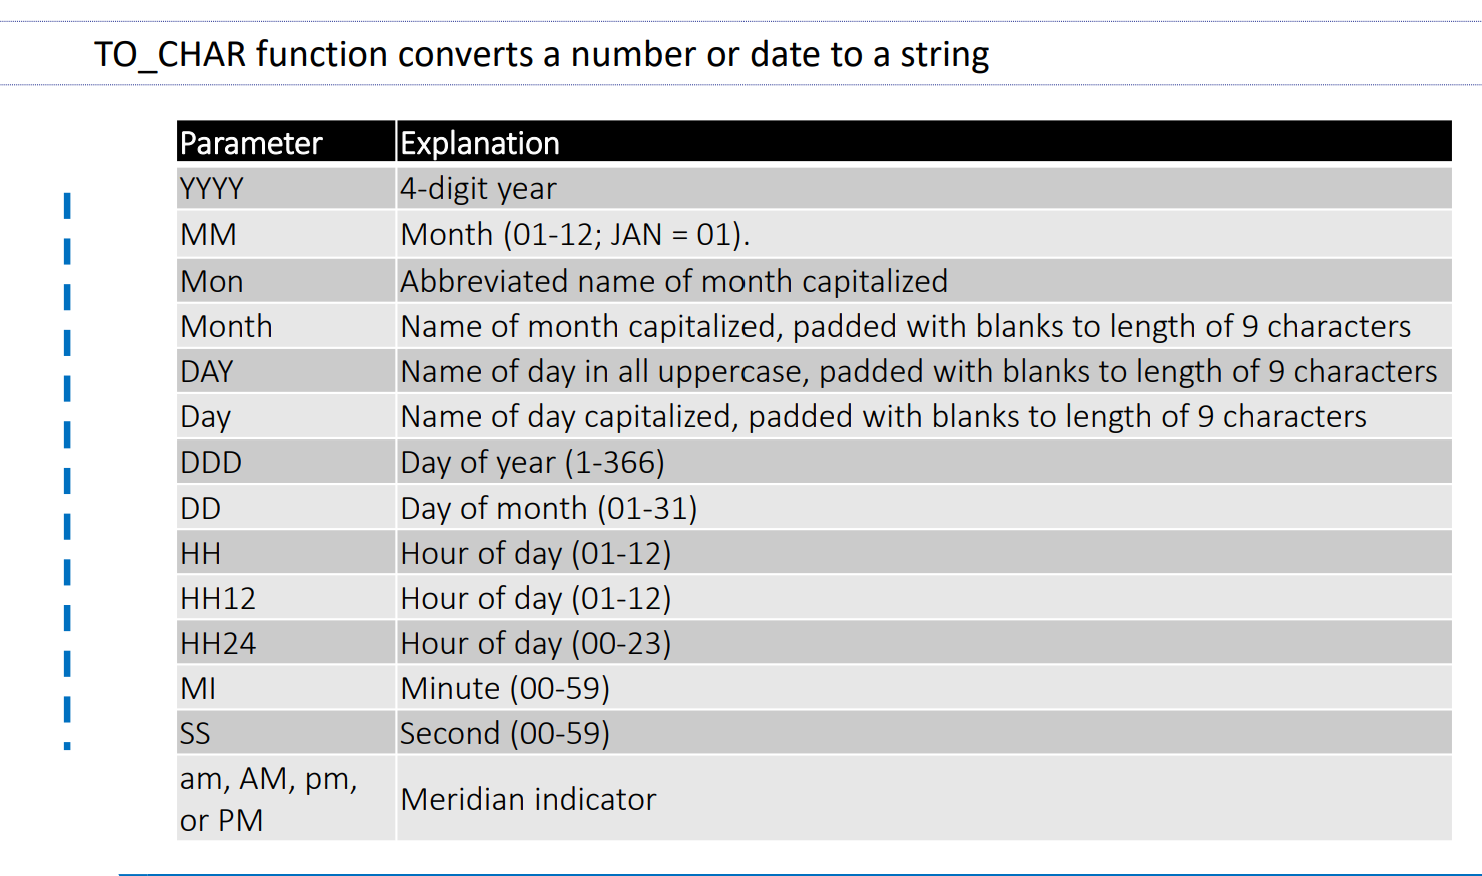 TO_CHAR function converts a number or date to a string
Parameter Explanation
YYYY 4-digit year
MM Month (01-12; JAN = 01).
Mon Abbreviated name of month capitalized
Month Name of month capitalized, padded with blanks to length of 9 characters
DAY Name of day in all uppercase, padded with blanks to length of 9 characters
Day Name of day capitalized, padded with blanks to length of 9 characters
DDD Day of year (1-366)
DD Day of month (01-31)
HH Hour of day (01-12)
HH12 Hour of day (01-12)
HH24 Hour of day (00-23)
MI Minute (00-59)
SS Second (00-59)
am, AM, pm,
or PM
Meridian indicator